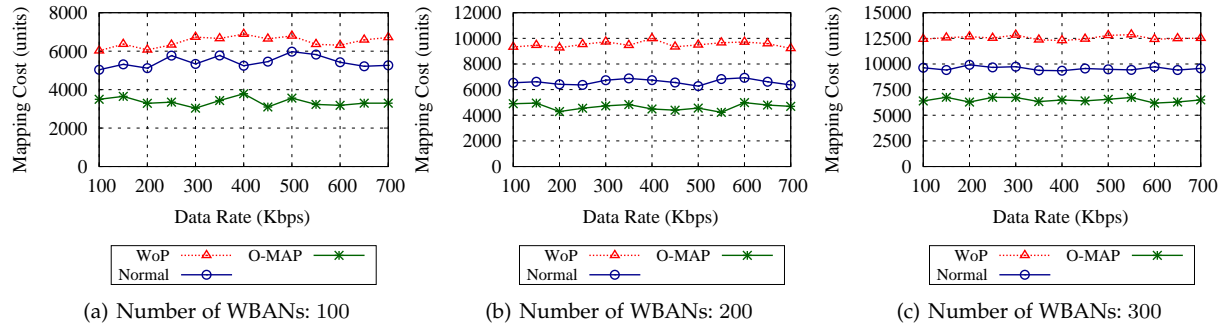 Mapping Cost (units)
8000
6000
4000
2000
0
100 200 300 400 500 600 700
Data Rate (Kbps)
WoP O-MAP
Normal
(a) Number of WBANs: 100
Mapping Cost (units)
12000
10000
8000
6000
4000
2000
0
100 200 300 400 500 600 700
Data Rate (Kbps)
WoP O-MAP
Normal
(b) Number of WBANs: 200
Mapping Cost (units)
15000
12500
10000
7500
5000
2500
0
100 200 300 400 500 600 700
Data Rate (Kbps)
WoP O-MAP
Normal
(c) Number of WBANs: 300